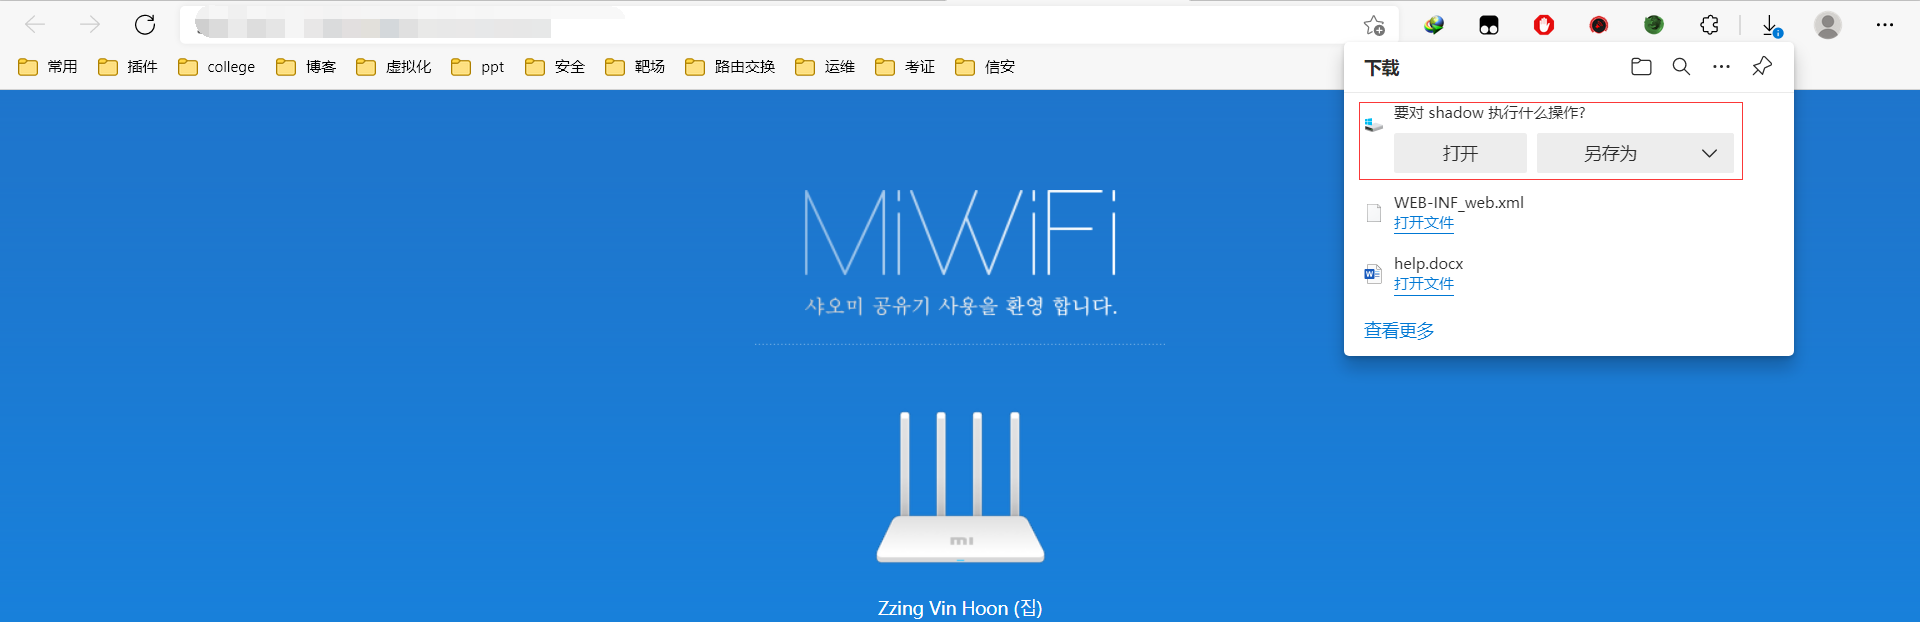 常用 插件 college 博客 虚拟化 ppt 安全 靶场 路由交换 运维 考证 信安
下载
要对 shadow 执行什么操作?
打开 另存为
WEB-INF_web.xml
打开文件
help.docx
打开文件
查看更多
MiWiFi
샤오미 공유기 사용을 환영 합니다.
mi
Zzing Vin Hoon (집)